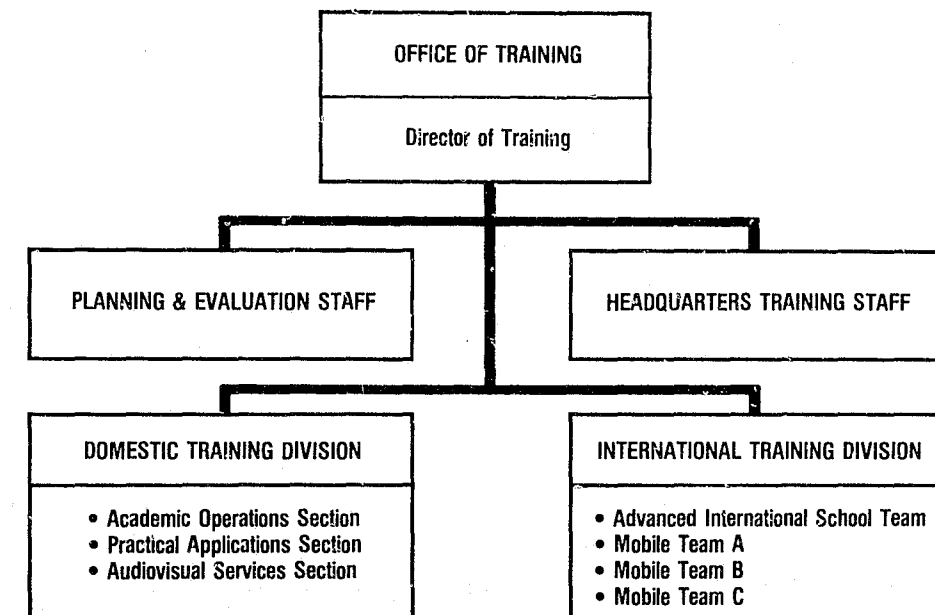 OFFICE OF TRAINING
Director of Training
PLANNING & EVALUATION STAFF
HEADQUARTERS TRAINING STAFF
DOMESTIC TRAINING DIVISION
• Academic Operations Section
• Practical Applications Section
• Audiovisual Services Section
INTERNATIONAL TRAINING DIVISION
• Advanced International School Team
• Mobile Team A
• Mobile Team B
• Mobile Team C